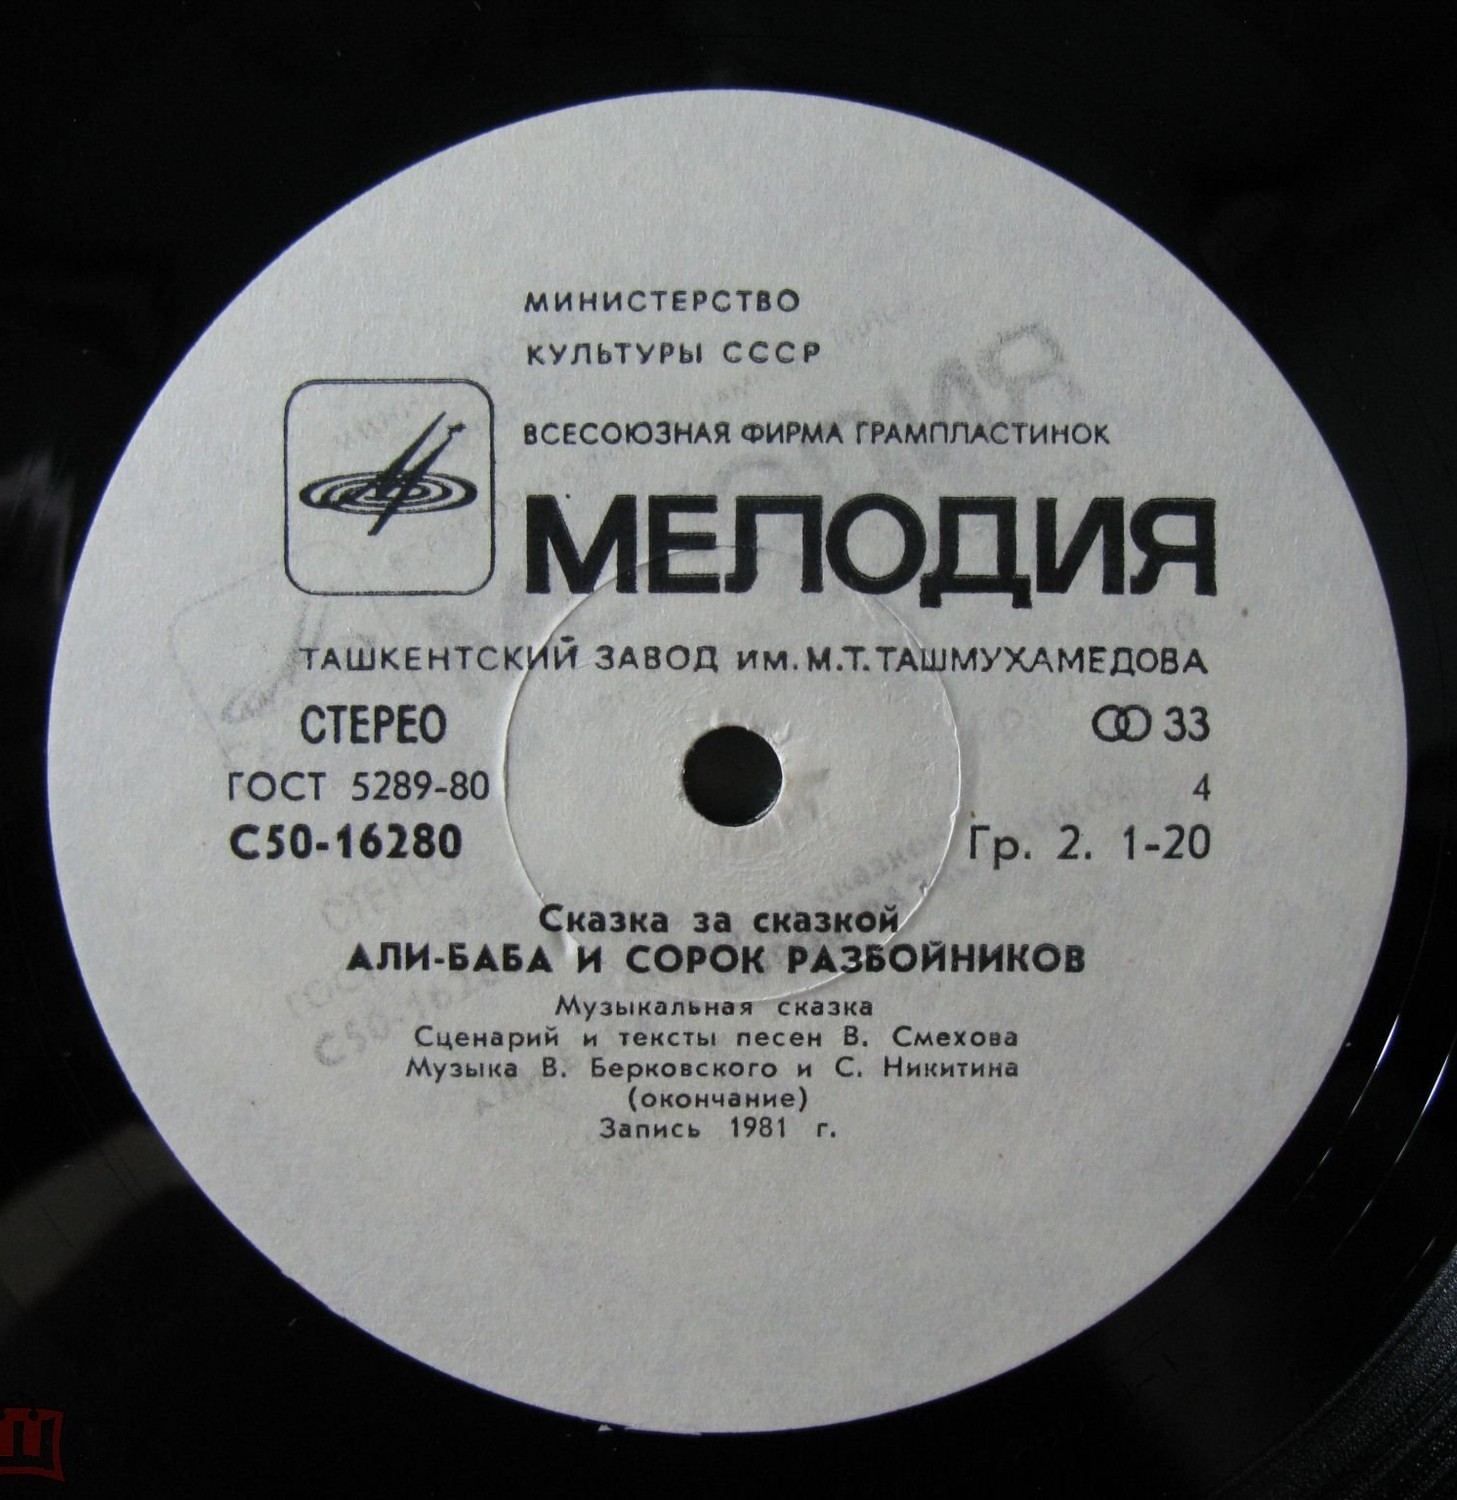 МИНИСТЕРСТВО
КУЛЬТУРЫ СССР
ВСЕСОЮЗНАЯ ФИРМА ГРАМПЛАСТИНОК
МЕЛОДИЯ
ТАШКЕНТСКИЙ ЗАВОД ИМ. М.Т. ТАШМУХАМЕДОВА
СТЕРЕО 33
ГОСТ 5289-80 4
С50-16280 Гр. 2. 1-20
Сказка за сказкой
АЛИ-БАБА И СОРОК РАЗБОЙНИКОВ
Музыкальная сказка
Сценарий и тексты песен В. Смехова
Музыка В. Берковского и С. Никитина
(окончание)
Запись 1981 г.